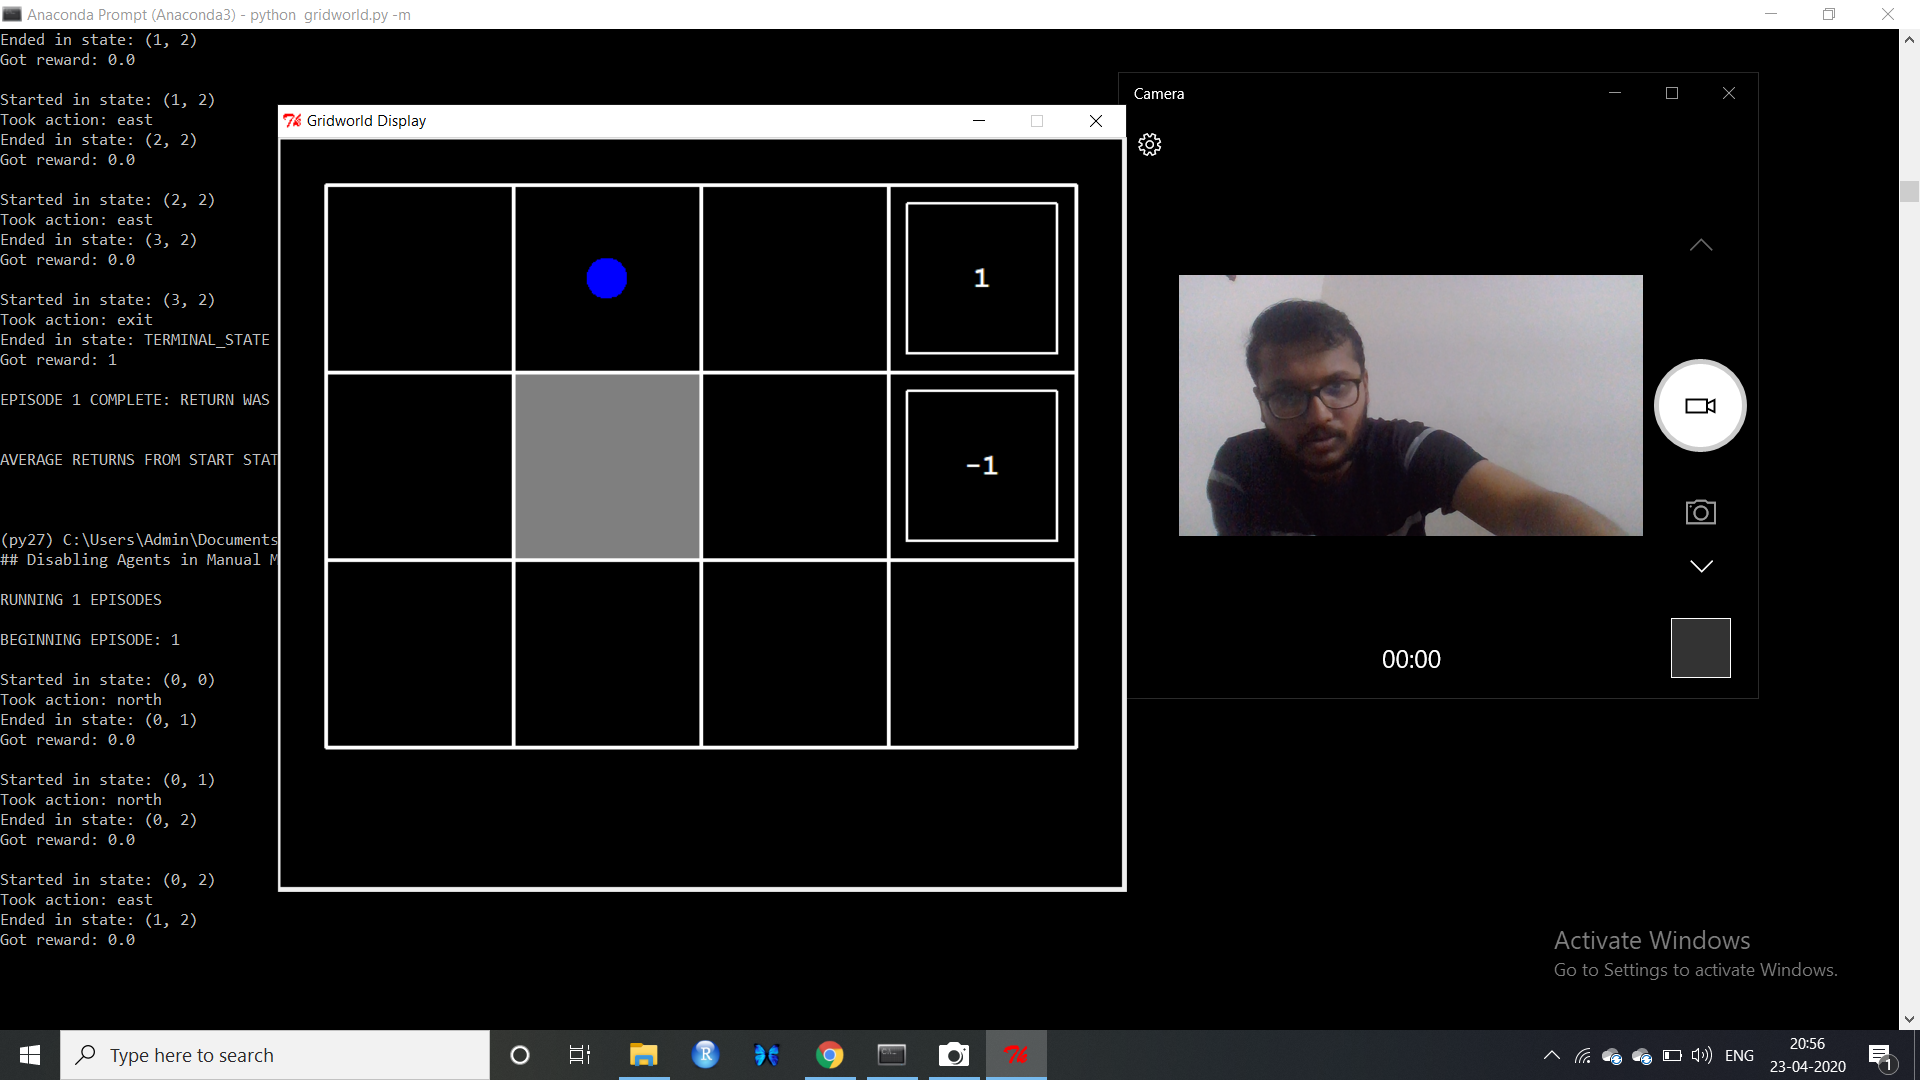 Anaconda Prompt (Anaconda3) - python  gridworld.py -m
Ended in state: (1, 2)
Got reward: 0.0
Started in state: (1, 2)
Took action: east
Ended in state: (2, 2)
Got reward: 0.0
Started in state: (2, 2)
Took action: east
Ended in state: (3, 2)
Got reward: 0.0
Started in state: (3, 2)
Took action: exit
Ended in state: TERMINAL_STATE
Got reward: 1
EPISODE 1 COMPLETE: RETURN WAS
AVERAGE RETURNS FROM START STAT
(py27) C:\Users\Admin\Documents
## Disabling Agents in Manual M
RUNNING 1 EPISODES
BEGINNING EPISODE: 1
Started in state: (0, 0)
Took action: north
Ended in state: (0, 1)
Got reward: 0.0
Started in state: (0, 1)
Took action: north
Ended in state: (0, 2)
Got reward: 0.0
Started in state: (0, 2)
Took action: east
Ended in state: (1, 2)
Got reward: 0.0
Gridworld Display
1
-1
Camera
00:00
Activate Windows
Go to Settings to activate Windows.
Type here to search
R
ENG
20:56
23-04-2020
1